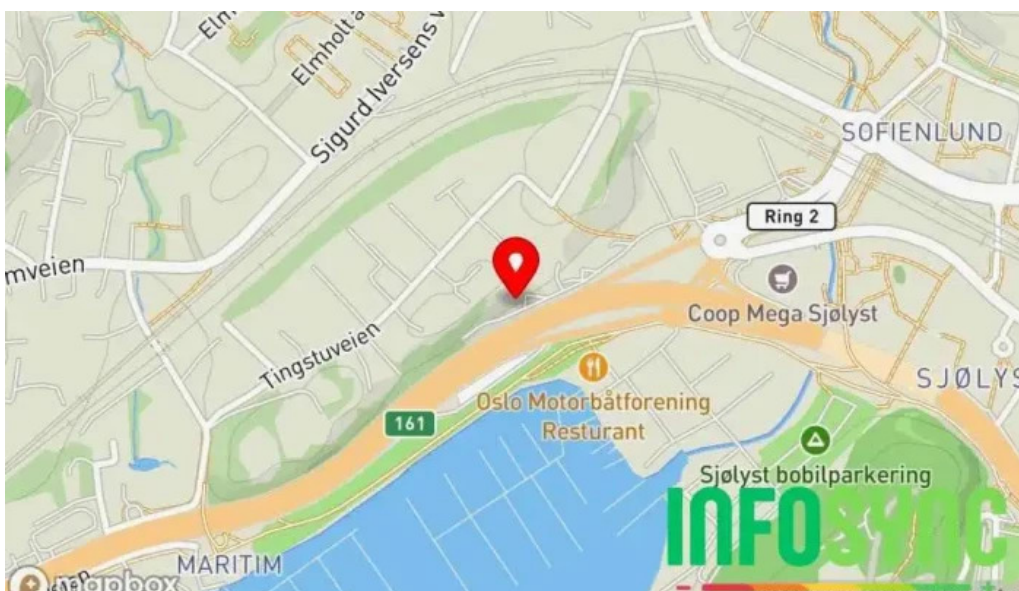 Elmholt a
Sigurd Iversens v
SOFIENLUND
Ring 2
mveien
Coop Mega Sjølyst
Tingstuveien
SJØLYS
Oslo Motorbåtforening
Resturant
161
Sjølyst bobilparkering
INFOSYNC
MARITIM
mapbox